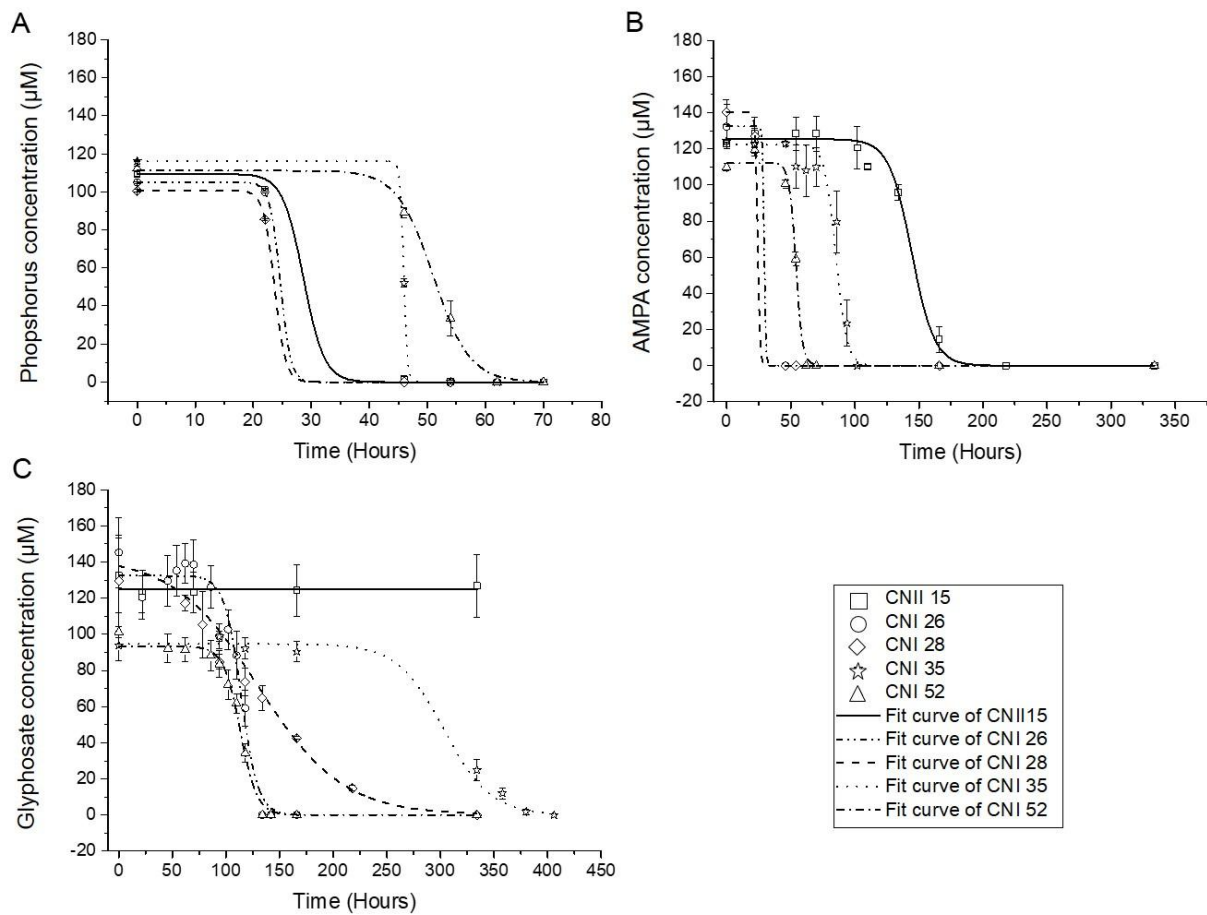 A
180
160
140
120
100
80
60
40
20
0
-20
Phopshorus concentration (µM)
0 10 20 30 40 50 60 70 80
Time (Hours)
B
180
160
140
120
100
80
60
40
20
0
-20
AMPA concentration (µM)
0 50 100 150 200 250 300 350
Time (Hours)
C
180
160
140
120
100
80
60
40
20
0
-20
Glyphosate concentration (µM)
0 50 100 150 200 250 300 350 400 450
Time (Hours)
CNII 15
CNI 26
CNI 28
CNI 35
CNI 52
Fit curve of CNII15
Fit curve of CNI 26
Fit curve of CNI 28
Fit curve of CNI 35
Fit curve of CNI 52